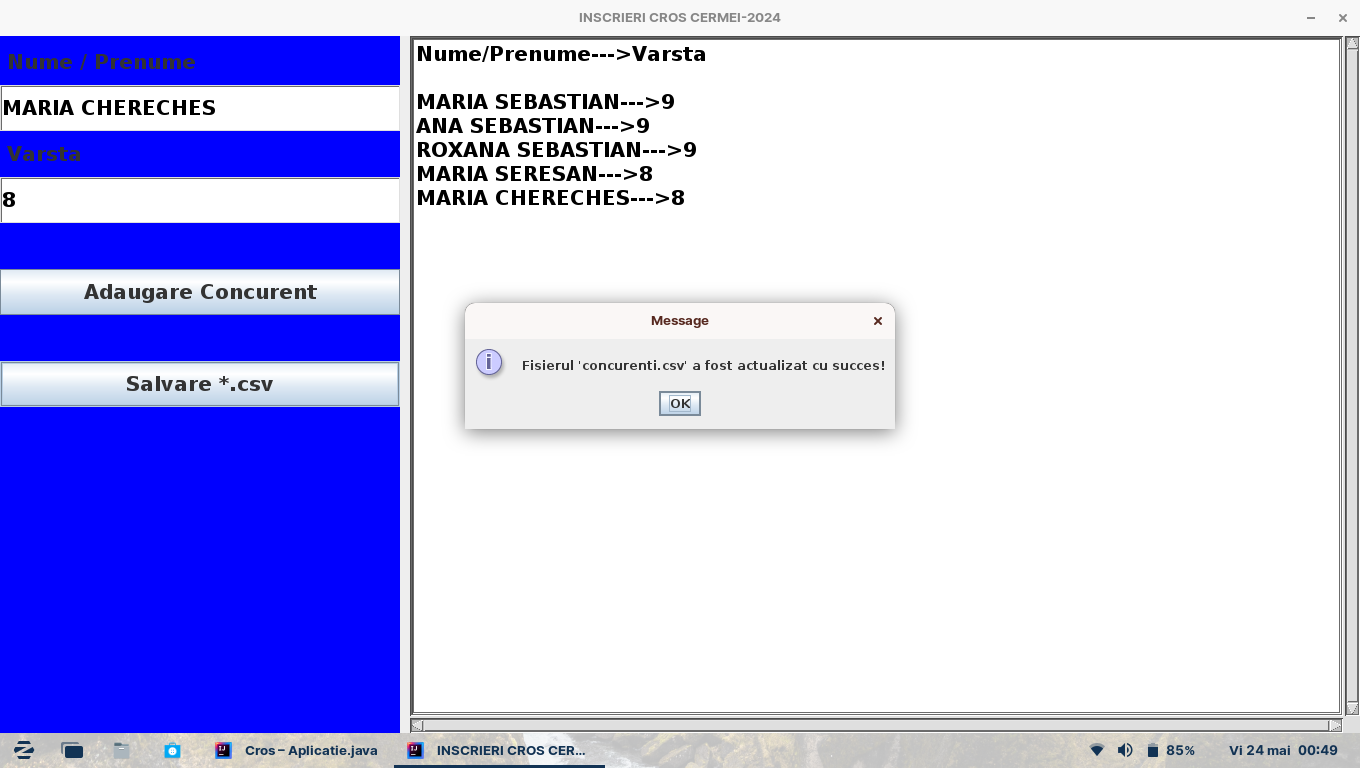 INSCRIERI CROS CERMEI-2024
Nume / Prenume
MARIA CHERECHES
Varsta
8
Adaugare Concurent
Salvare *.csv
Nume/Prenume--->Varsta
MARIA SEBASTIAN--->9
ANA SEBASTIAN--->9
ROXANA SEBASTIAN--->9
MARIA SERESAN--->8
MARIA CHERECHES--->8
Message
Fisierul 'concurenti.csv' a fost actualizat cu succes!
OK
Cros – Aplicatie.java
INSCRIERI CROS CER...
85%
Vi 24 mai 00:49